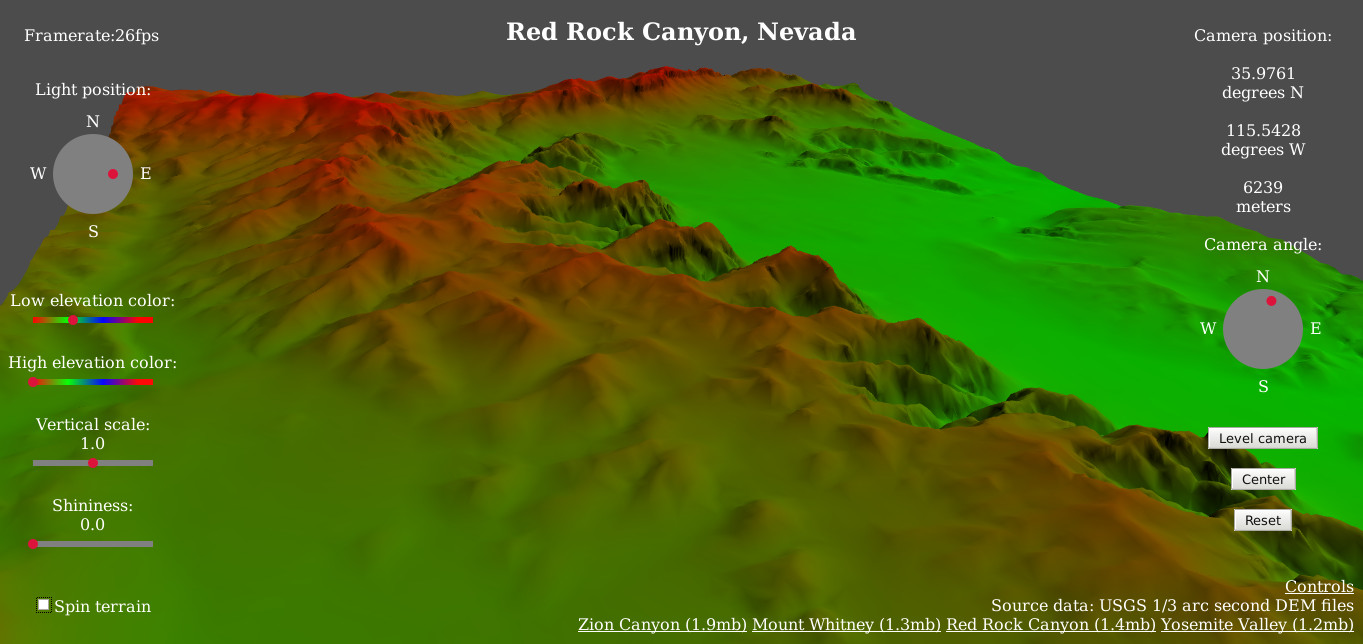 Red Rock Canyon, Nevada
Framerate:26fps
Light position:
N
W
E
S
Low elevation color:
High elevation color:
Vertical scale:
1.0
Shininess:
0.0
Spin terrain
Camera position:
35.9761
degrees N
115.5428
degrees W
6239
meters
Camera angle:
N
W
E
S
Level camera
Center
Reset
Controls
Source data: USGS 1/3 arc second DEM files
Zion Canyon (1.9mb) Mount Whitney (1.3mb) Red Rock Canyon (1.4mb) Yosemite Valley (1.2mb)